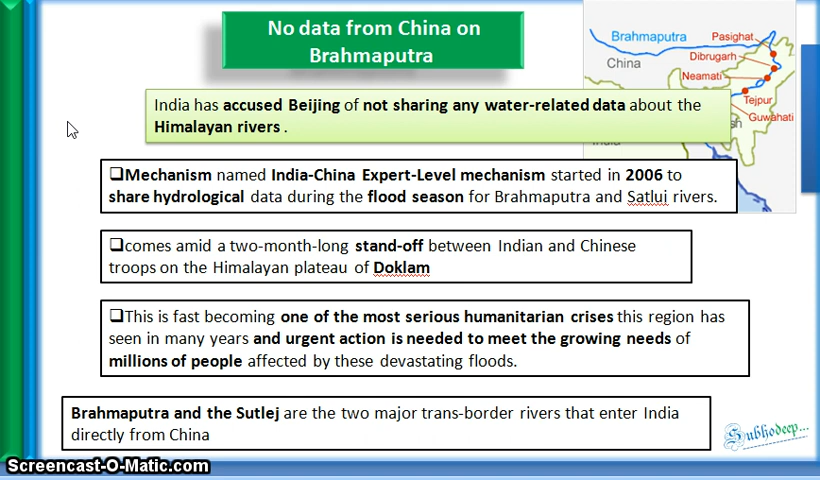 No data from China on
Brahmaputra
Brahmaputra
China
Pasighat
Dibrugarh
Neamati
Tejpur
Guwahati
India has accused Beijing of not sharing any water-related data about the
Himalayan rivers .
❑Mechanism named India-China Expert-Level mechanism started in 2006 to
share hydrological data during the flood season for Brahmaputra and Satlui rivers.
❑comes amid a two-month-long stand-off between Indian and Chinese
troops on the Himalayan plateau of Doklam
❑This is fast becoming one of the most serious humanitarian crises this region has
seen in many years and urgent action is needed to meet the growing needs of
millions of people affected by these devastating floods.
Brahmaputra and the Sutlej are the two major trans-border rivers that enter India
directly from China
Subhodeep...
Screencast-O-Matic.com